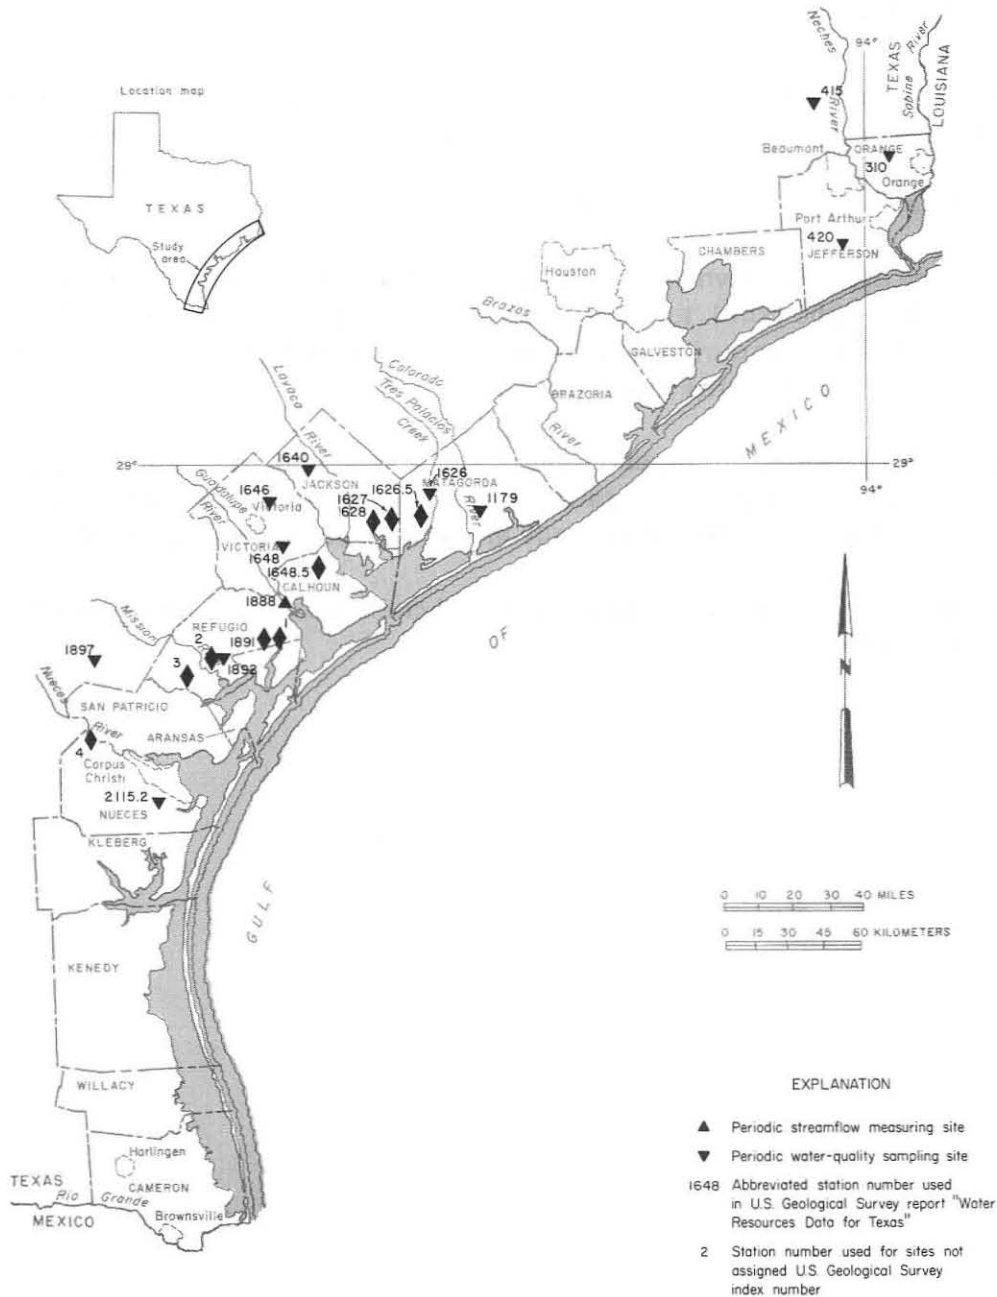 Location map
TEXAS
Study
area
Neches
River
94°
TEXAS
Sabine River
LOUISIANA
415
Beaumont
ORANGE
310
Orange
Port Arthur
420
JEFFERSON
CHAMBERS
Houston
Brazos
River
GALVESTON
BRAZORIA
Colorado
River
Tres Palacios
Creek
Lavaca
River
MEXICO
29°
29°
94°
1640
JACKSON
1626
MATAGORDA
1626.5
1179
1627
1628
1646
Victoria
Guadalupe
River
VICTORIA
1648
1648.5
CALHOUN
1888
1
Mission
REFUGIO
2
1891
1892
3
1897
OF
N
Nueces
River
SAN PATRICIO
ARANSAS
4
Corpus
Christi
2115.2
NUECES
KLEBERG
GULF
0 10 20 30 40 MILES
0 15 30 45 60 KILOMETERS
KENEDY
WILLACY
Harlingen
CAMERON
TEXAS
Rio Grande
MEXICO
Brownsville
EXPLANATION
Periodic streamflow measuring site
Periodic water-quality sampling site
1648 Abbreviated station number used
in U.S. Geological Survey report "Water
Resources Data for Texas"
2 Station number used for sites not
assigned U.S. Geological Survey
index number